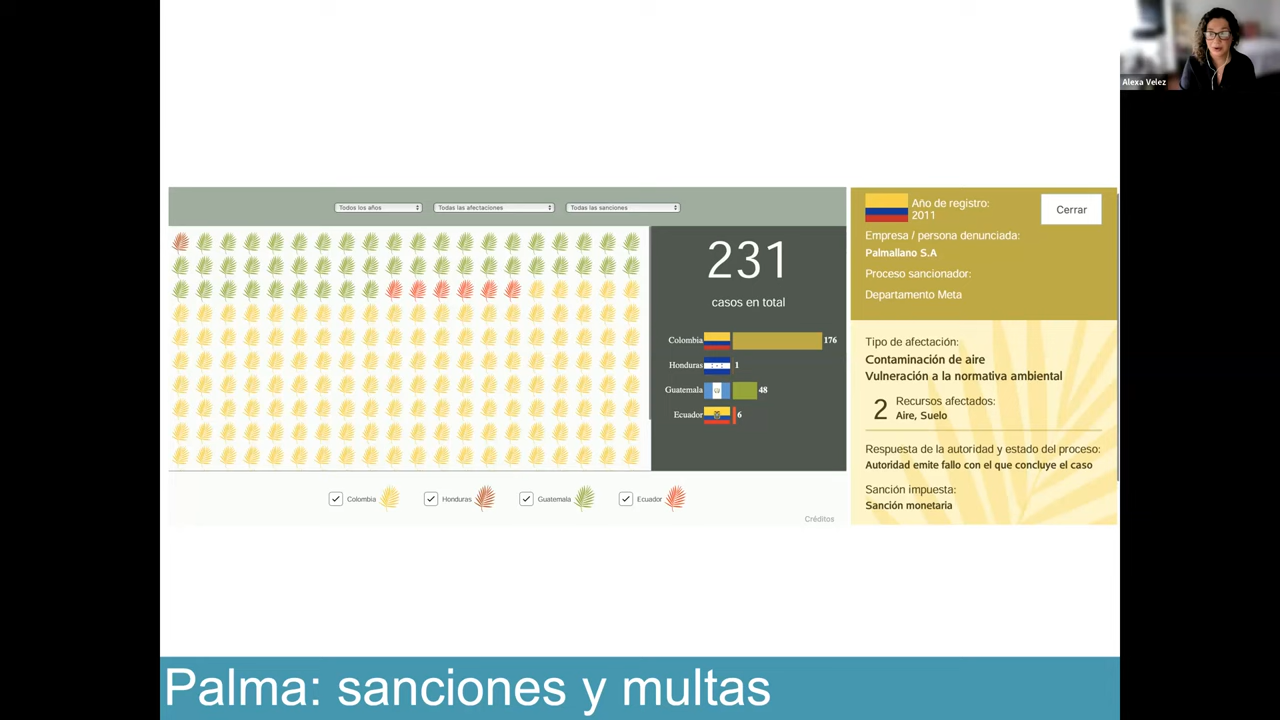 Alexa Velez
Todos los años
Todas las afectaciones
Todas las sanciones
231
casos en total
Colombia 176
Honduras 1
Guatemala 48
Ecuador 6
Colombia
Honduras
Guatemala
Ecuador
Créditos
Año de registro:
2011
Cerrar
Empresa / persona denunciada:
Palmallano S.A
Proceso sancionador:
Departamento Meta
Tipo de afectación:
Contaminación de aire
Vulneración a la normativa ambiental
2
Recursos afectados:
Aire, Suelo
Respuesta de la autoridad y estado del proceso:
Autoridad emite fallo con el que concluye el caso
Sanción impuesta:
Sanción monetaria
Palma: sanciones y multas